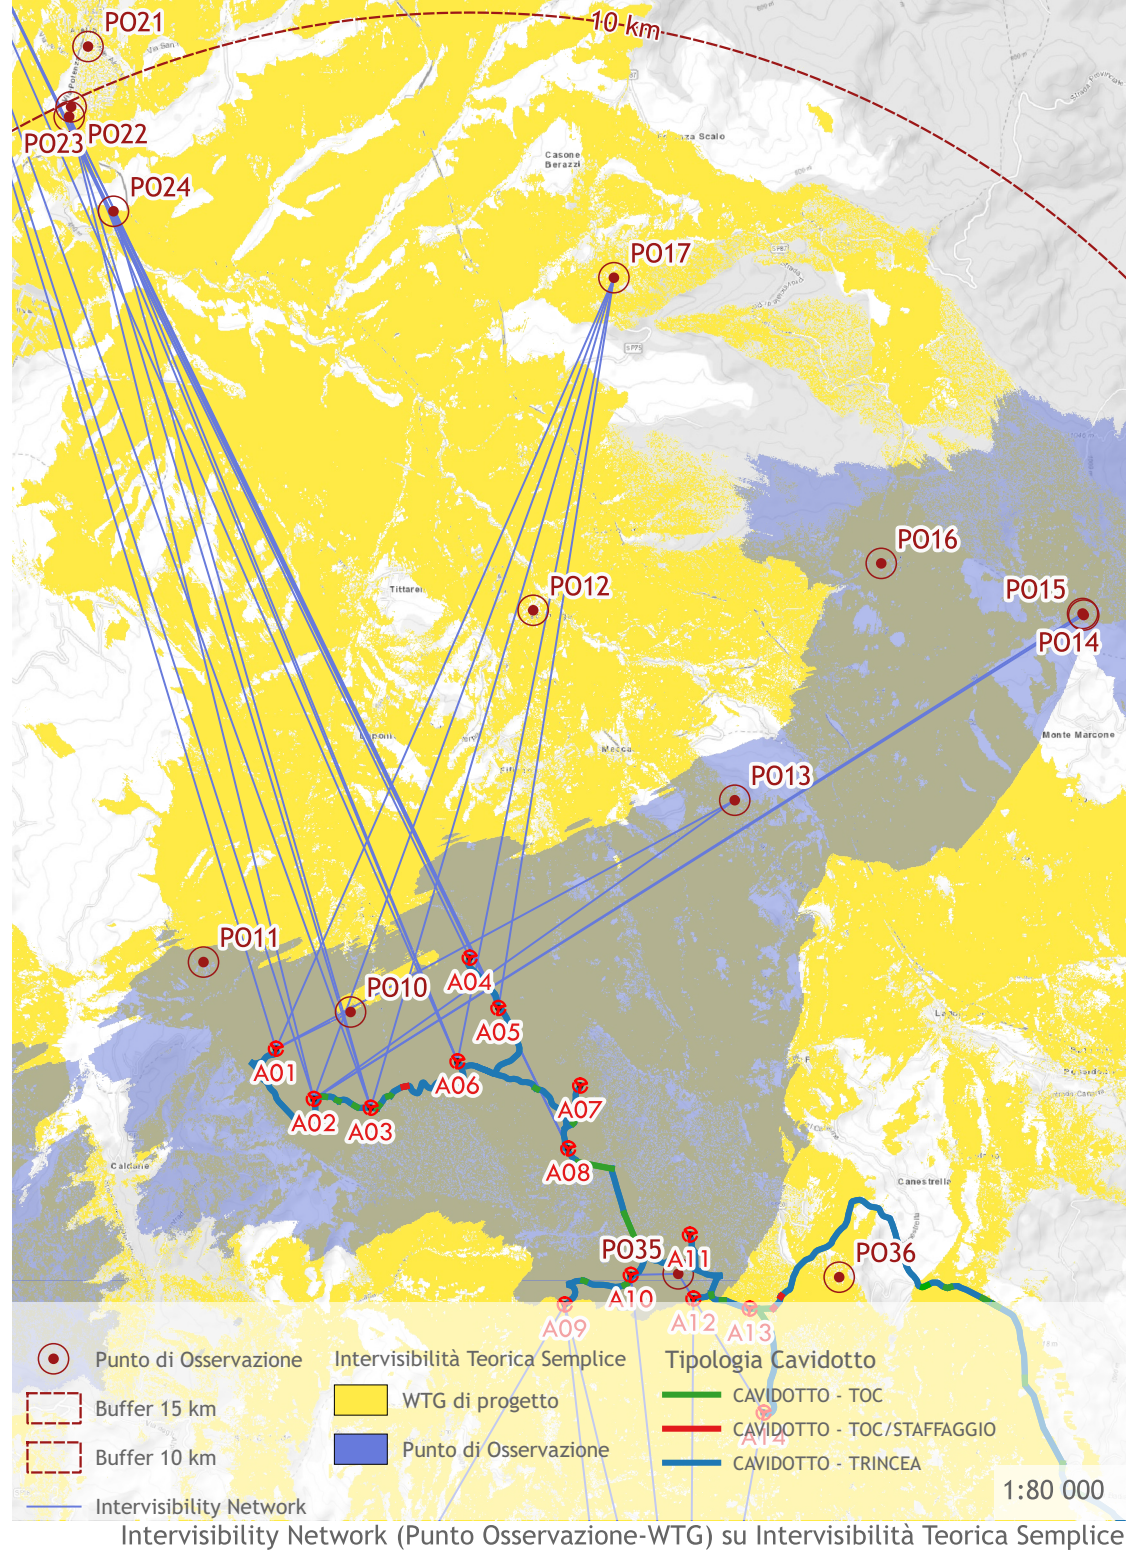 PO21
10 km
PO22
PO23
PO24
Casone
Berazzi
PO17
SP87
SP75
PO16
PO12
Tittarei
PO15
PO14
Monte Marcone
Mecca
PO13
PO11
PO10
A04
A05
A01
A06
A02
A03
A07
A08
Caldane
Canestrella
PO35
A11
PO36
A10
A09
A12
A13
A14
Punto di Osservazione
Buffer 15 km
Buffer 10 km
Intervisibility Network
Intervisibilità Teorica Semplice
WTG di progetto
Punto di Osservazione
Tipologia Cavidotto
CAVIDOTTO - TOC
CAVIDOTTO - TOC/STAFFAGGIO
CAVIDOTTO - TRINCEA
1:80 000
Intervisibility Network (Punto Osservazione-WTG) su Intervisibilità Teorica Semplice